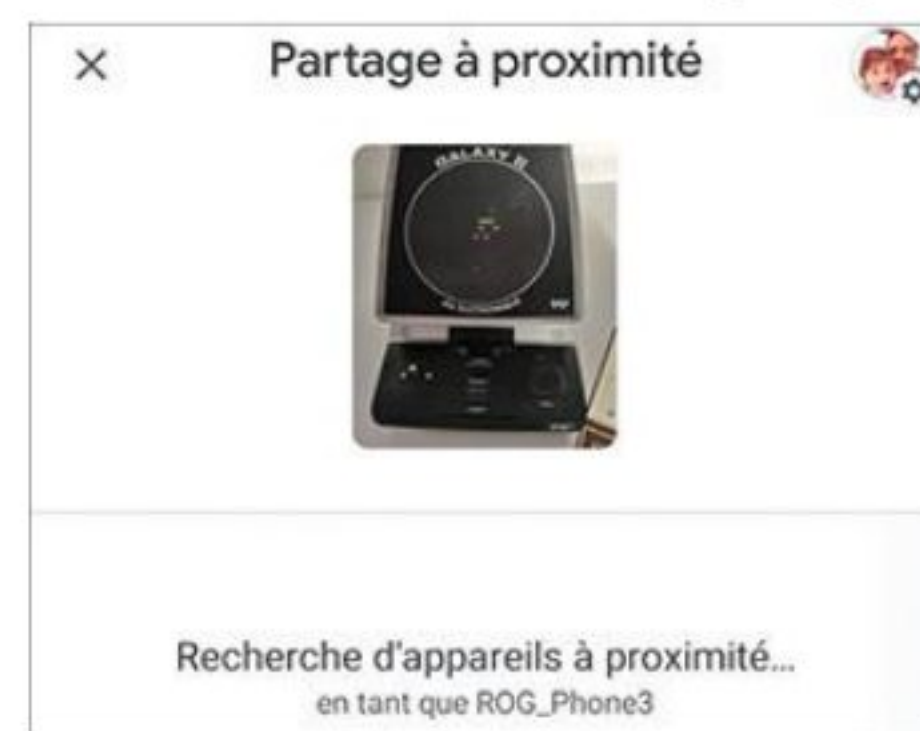 Partage à proximité
GALAXY II
Recherche d'appareils à proximité...
en tant que ROG_Phone3